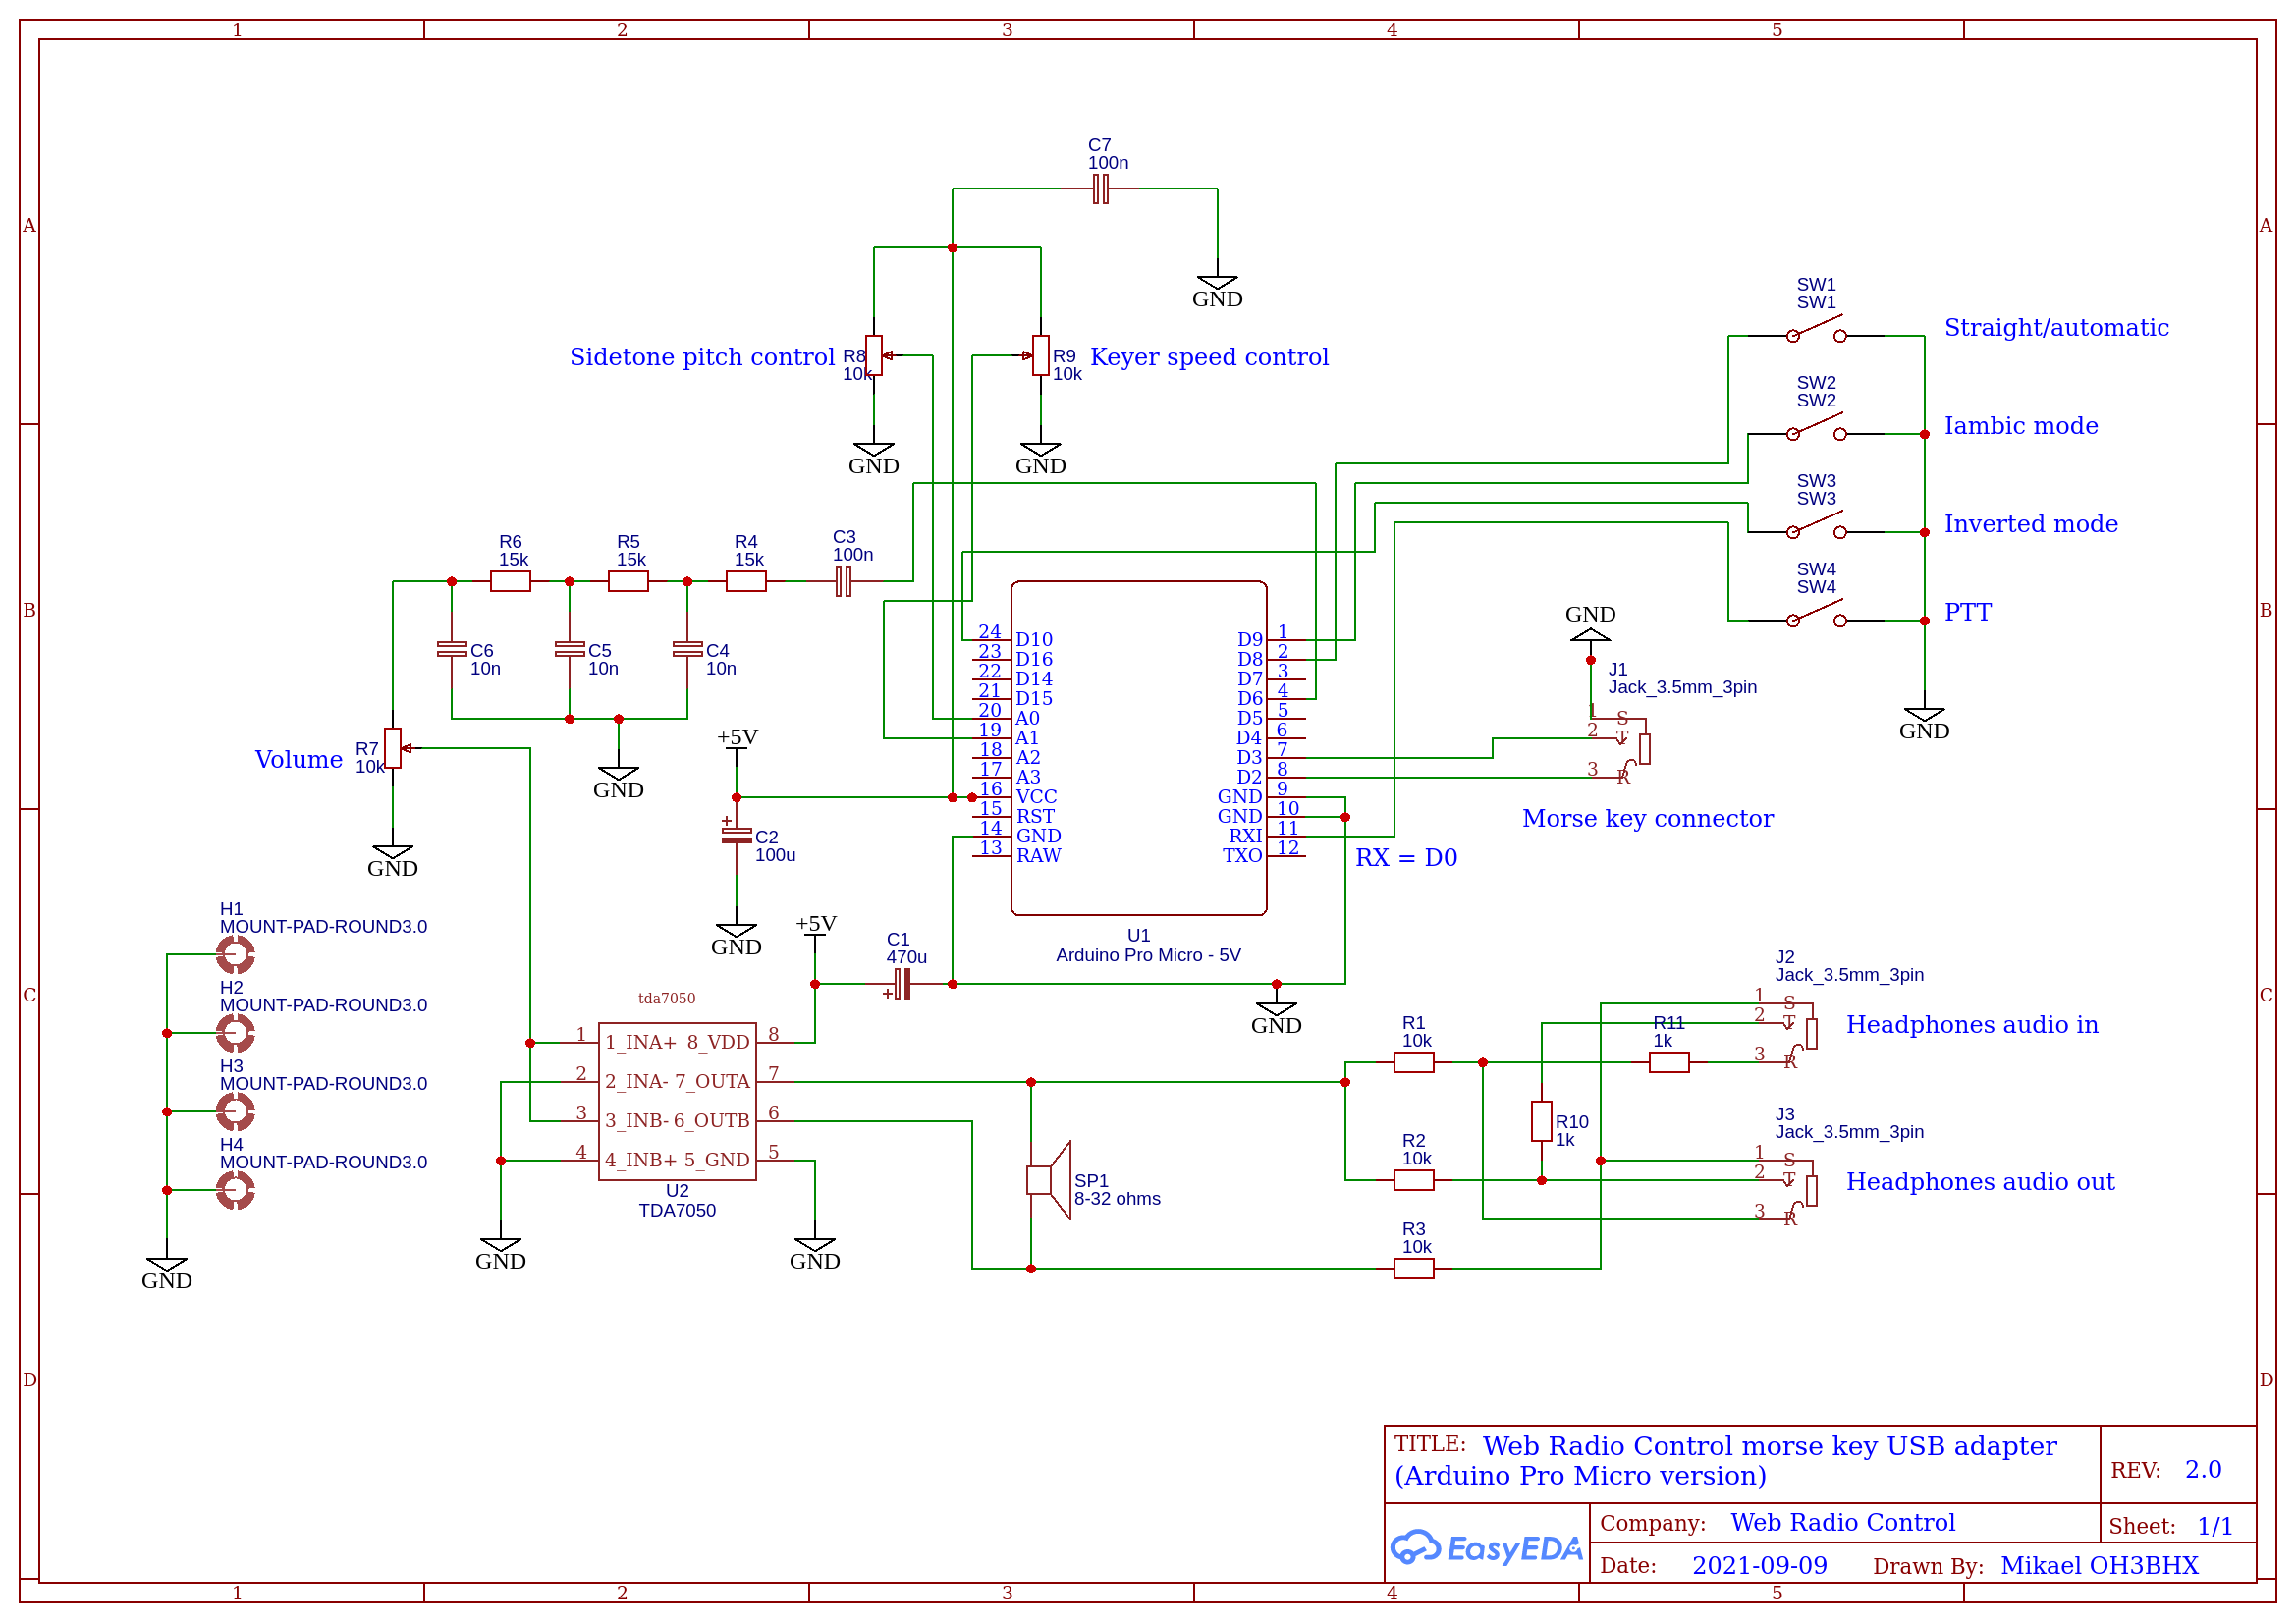 1 2 3 4 5
A A
B B
C C
D D
1 2 3 4 5
C7
100n
GND
Sidetone pitch control
R8
10k
R9
10k
Keyer speed control
GND
GND
SW1
SW1
Straight/automatic
SW2
SW2
Iambic mode
SW3
SW3
Inverted mode
SW4
SW4
PTT
GND
R6
15k
R5
15k
R4
15k
C3
100n
C6
10n
C5
10n
C4
10n
GND
Volume
R7
10k
GND
+5V
C2
100u
GND
24 D10
23 D16
22 D14
21 D15
20 A0
19 A1
18 A2
17 A3
16 VCC
15 RST
14 GND
13 RAW
D9 1
D8 2
D7 3
D6 4
D5 5
D4 6
D3 7
D2 8
GND 9
GND 10
RXI 11
TXO 12
U1
Arduino Pro Micro - 5V
RX = D0
GND
J1
Jack_3.5mm_3pin
1 S
2 T
3 R
Morse key connector
H1
MOUNT-PAD-ROUND3.0
H2
MOUNT-PAD-ROUND3.0
H3
MOUNT-PAD-ROUND3.0
H4
MOUNT-PAD-ROUND3.0
GND
+5V
C1
470u
GND
tda7050
1 1_INA+ 8_VDD 8
2 2_INA- 7_OUTA 7
3 3_INB- 6_OUTB 6
4 4_INB+ 5_GND 5
U2
TDA7050
GND
GND
SP1
8-32 ohms
R1
10k
R2
10k
R3
10k
R11
1k
R10
1k
J2
Jack_3.5mm_3pin
1 S
2 T
3 R
Headphones audio in
J3
Jack_3.5mm_3pin
1 S
2 T
3 R
Headphones audio out
TITLE: Web Radio Control morse key USB adapter
(Arduino Pro Micro version)
REV: 2.0
EasyEDA
Company: Web Radio Control
Sheet: 1/1
Date: 2021-09-09 Drawn By: Mikael OH3BHX